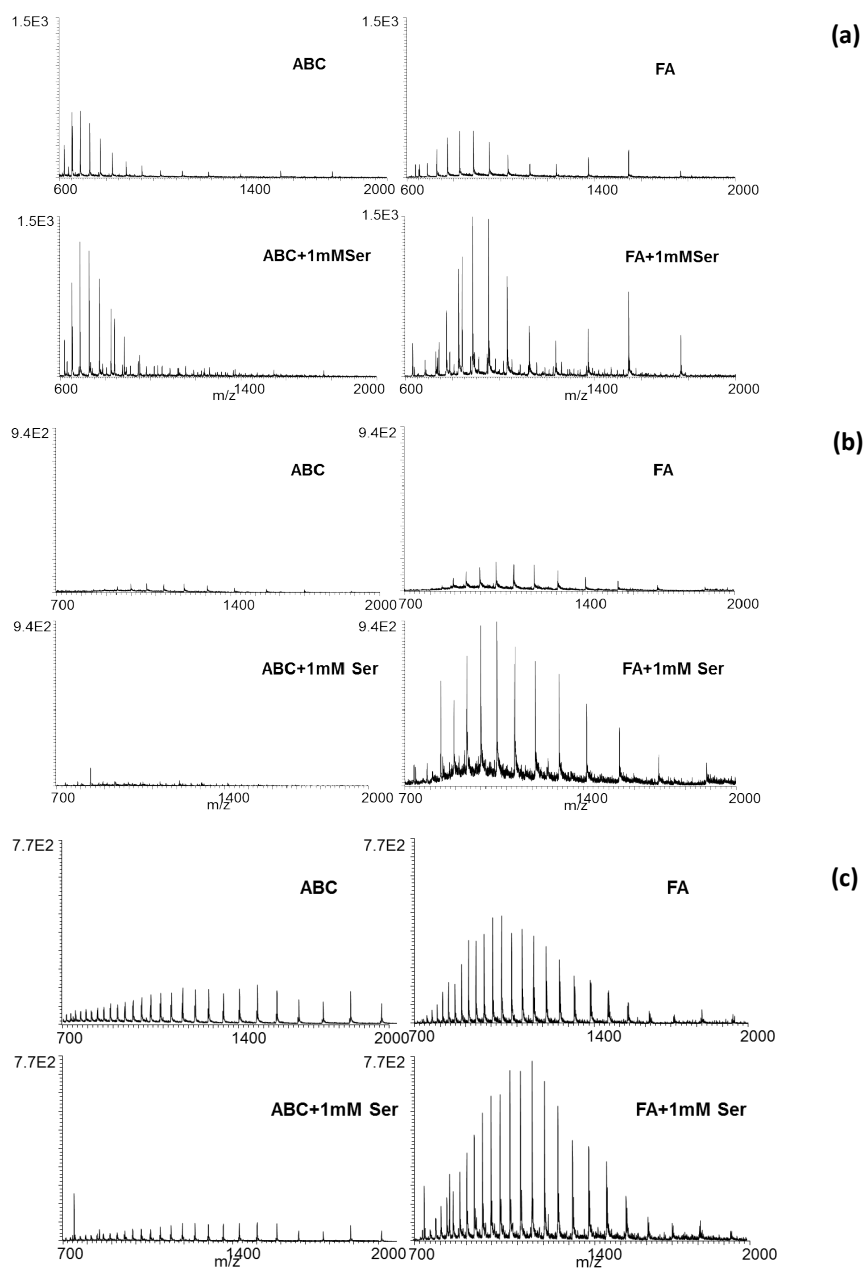 (a)
1.5E3
ABC
600
1400
2000
1.5E3
FA
600
1400
2000
1.5E3
ABC+1mMSer
600
1400
2000
m/z
1.5E3
FA+1mMSer
600
1400
2000
m/z
(b)
9.4E2
ABC
700
1400
2000
9.4E2
FA
700
1400
2000
9.4E2
ABC+1mM Ser
700
1400
2000
m/z
9.4E2
FA+1mM Ser
700
1400
2000
m/z
(c)
7.7E2
ABC
700
1400
2000
7.7E2
FA
700
1400
2000
7.7E2
ABC+1mM Ser
700
1400
2000
m/z
7.7E2
FA+1mM Ser
700
1400
2000
m/z